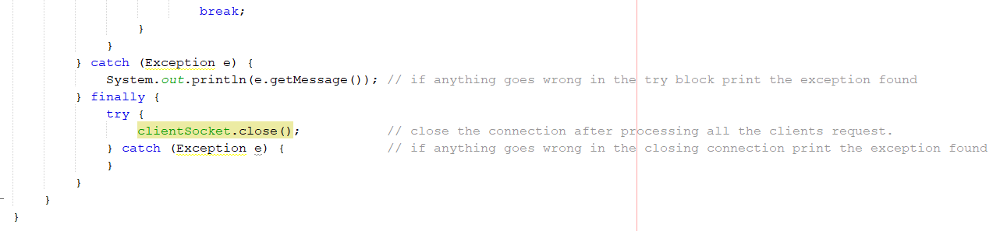 break;
}
}
} catch (Exception e) {
System.out.println(e.getMessage()); // if anything goes wrong in the try block print the exception found
} finally {
try {
clientSocket.close();           // close the connection after processing all the clients request.
} catch (Exception e) {             // if anything goes wrong in the closing connection print the exception found
}
}
}
}